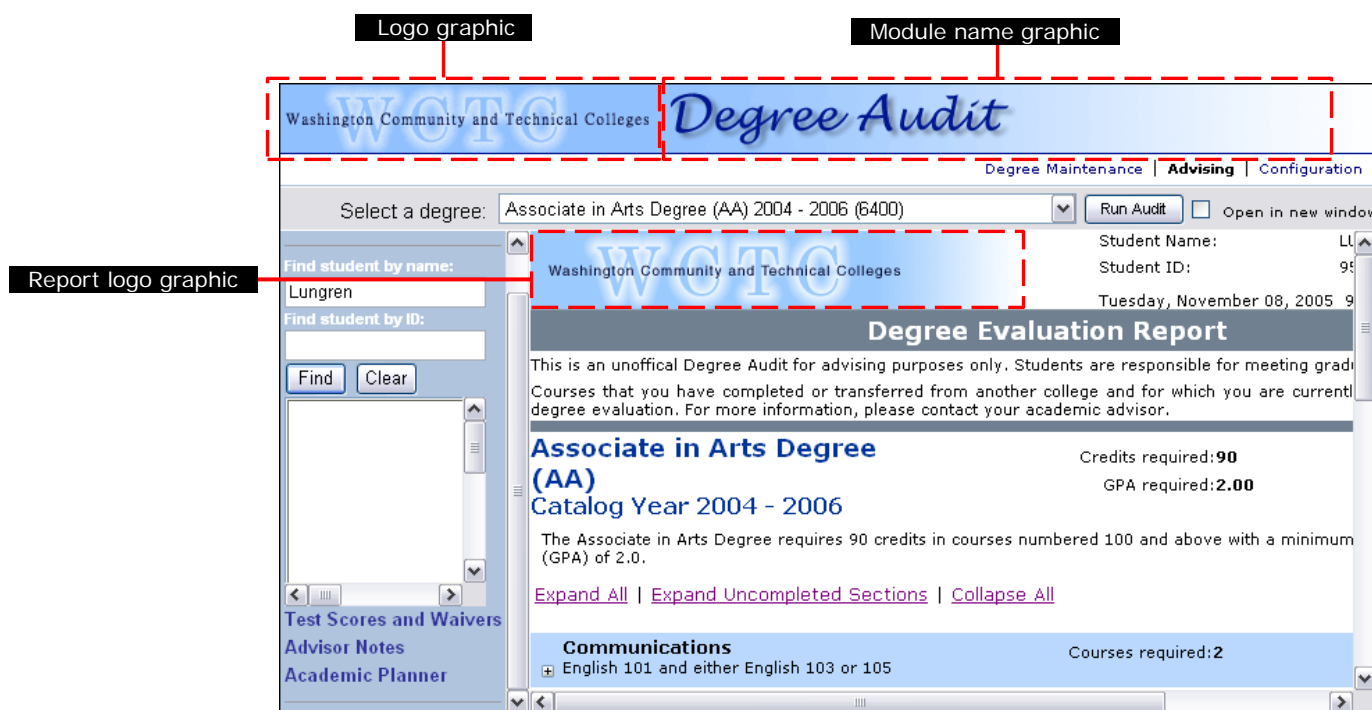 Logo graphic
Module name graphic
WCTC
Washington Community and Technical Colleges
Degree Audit
Degree Maintenance | Advising | Configuration
Select a degree: Associate in Arts Degree (AA) 2004 - 2006 (6400) Run Audit Open in new window
Report logo graphic
Find student by name:
Lungren
Find student by ID:
Find Clear
Test Scores and Waivers
Advisor Notes
Academic Planner
WCTC
Washington Community and Technical Colleges
Student Name: LU
Student ID: 95
Tuesday, November 08, 2005 9
Degree Evaluation Report
This is an unoffical Degree Audit for advising purposes only. Students are responsible for meeting grad
Courses that you have completed or transferred from another college and for which you are currentl
degree evaluation. For more information, please contact your academic advisor.
Associate in Arts Degree
(AA)
Catalog Year 2004 - 2006
Credits required:90
GPA required:2.00
The Associate in Arts Degree requires 90 credits in courses numbered 100 and above with a minimum
(GPA) of 2.0.
Expand All | Expand Uncompleted Sections | Collapse All
Communications
English 101 and either English 103 or 105
Courses required:2